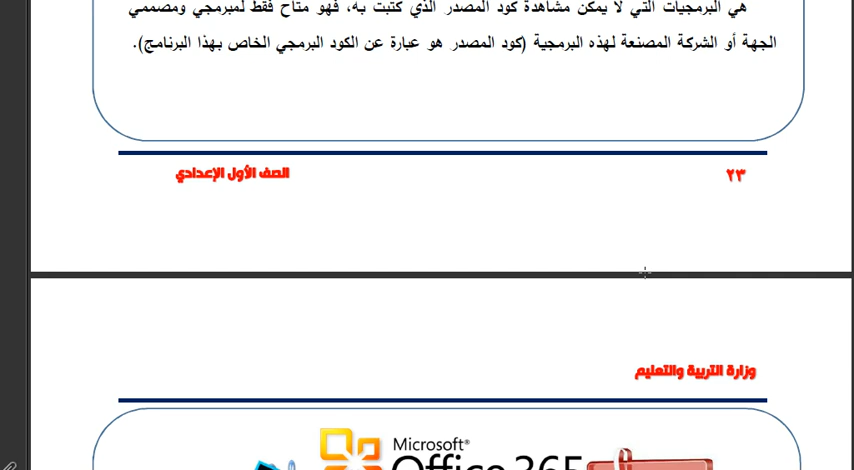 هي البرمجيات التي لا يمكن مشاهدة كود المصدر الذي كتبت به، فهو متاح فقط لمبرمجي ومصممي
الجهة أو الشركة المصنعة لهذه البرمجية (كود المصدر هو عبارة عن الكود البرمجي الخاص بهذا البرنامج).
٢٣
الصف الأول الإعدادي
وزارة التربية والتعليم
Microsoft®
Office 365